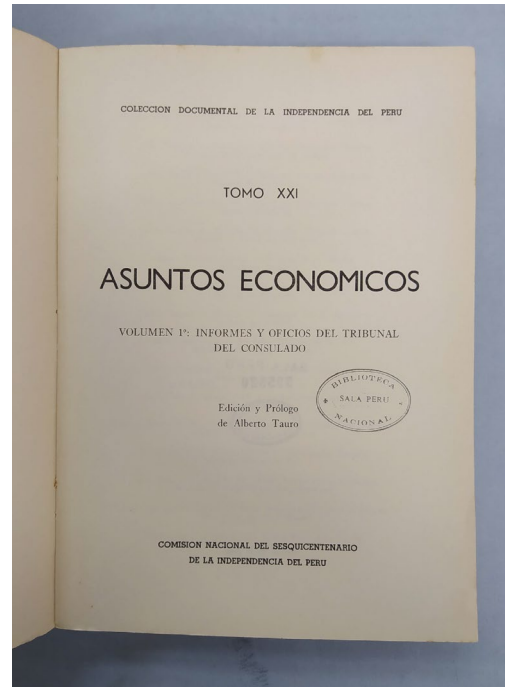 COLECCION DOCUMENTAL DE LA INDEPENDENCIA DEL PERU
TOMO XXI
ASUNTOS ECONOMICOS
VOLUMEN 1º: INFORMES Y OFICIOS DEL TRIBUNAL
DEL CONSULADO
BIBLIOTECA
SALA PERU
NACIONAL
Edición y Prólogo
de Alberto Tauro
COMISION NACIONAL DEL SESQUICENTENARIO
DE LA INDEPENDENCIA DEL PERU